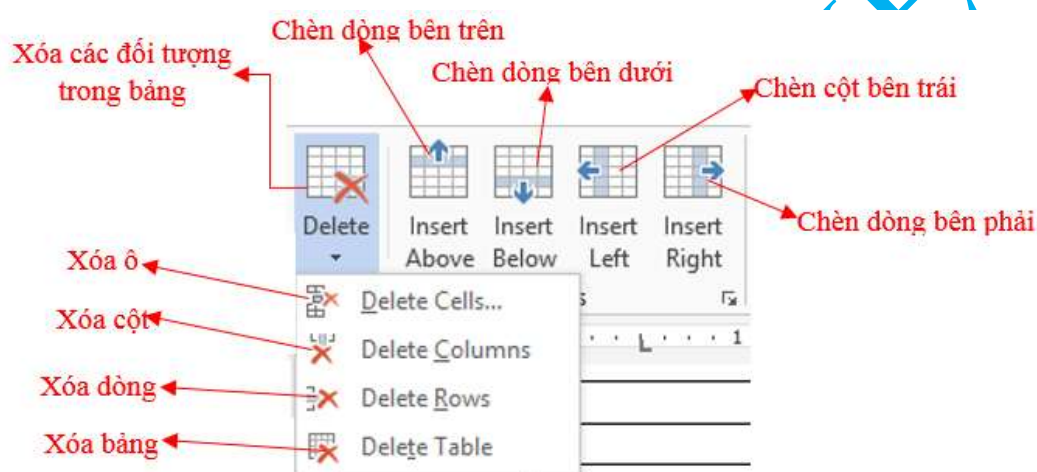 Chèn dòng bên trên
Xóa các đối tượng
trong bảng
Chèn dòng bên dưới
Chèn cột bên trái
Delete
Insert
Above
Insert
Below
Insert
Left
Insert
Right
Chèn dòng bên phải
Xóa ô
Delete Cells...
Xóa cột
Delete Columns
1
Xóa dòng
Delete Rows
Xóa bảng
Delete Table